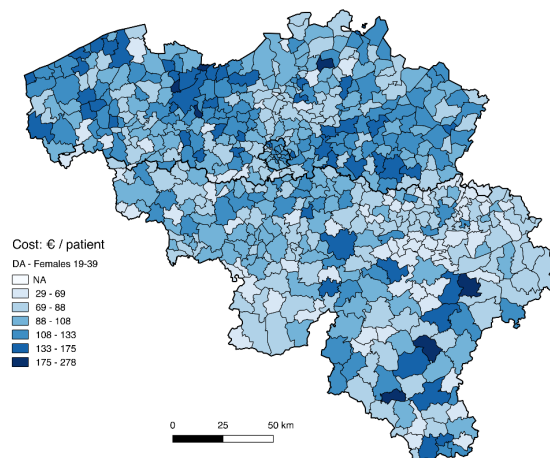 Cost: € / patient
DA - Females 19-39
NA
29 - 69
69 - 88
88 - 108
108 - 133
133 - 175
175 - 278
0 25 50 km